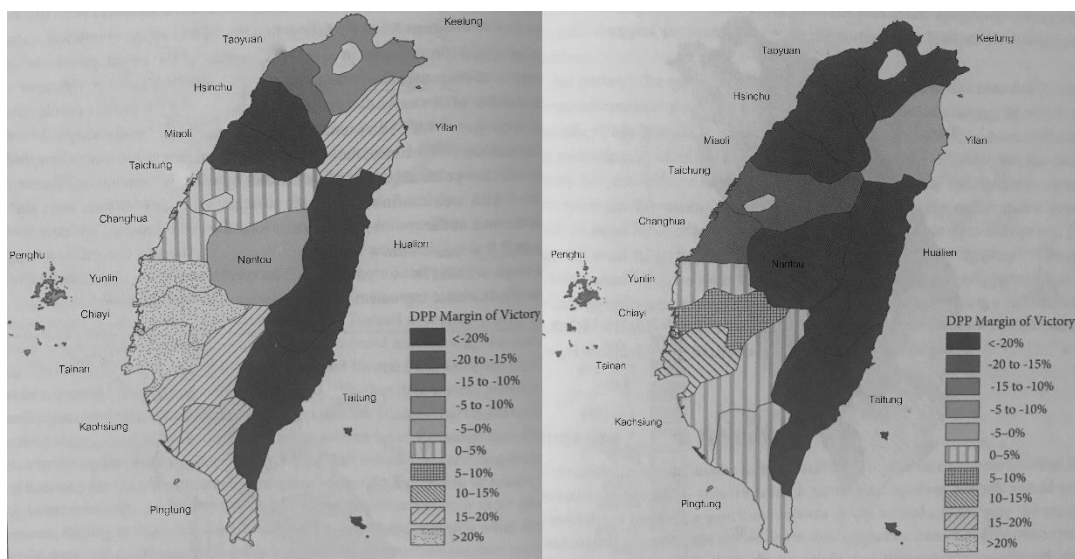 Keelung
Taoyuan
Hsinchu
Yilan
Miaoli
Taichung
Changhua
Hualien
Penghu
Nantou
Yunlin
Chiayi
DPP Margin of Victory
<-20%
-20 to -15%
-15 to -10%
-5 to -10%
-5–0%
0–5%
5–10%
10–15%
15–20%
>20%
Tainan
Taitung
Kaohsiung
Pingtung
Keelung
Taoyuan
Hsinchu
Yilan
Miaoli
Taichung
Changhua
Hualien
Penghu
Nantou
Yunlin
Chiayi
DPP Margin of Victory
<-20%
-20 to -15%
-15 to -10%
-5 to -10%
-5–0%
0–5%
5–10%
10–15%
15–20%
>20%
Tainan
Taitung
Kaohsiung
Pingtung